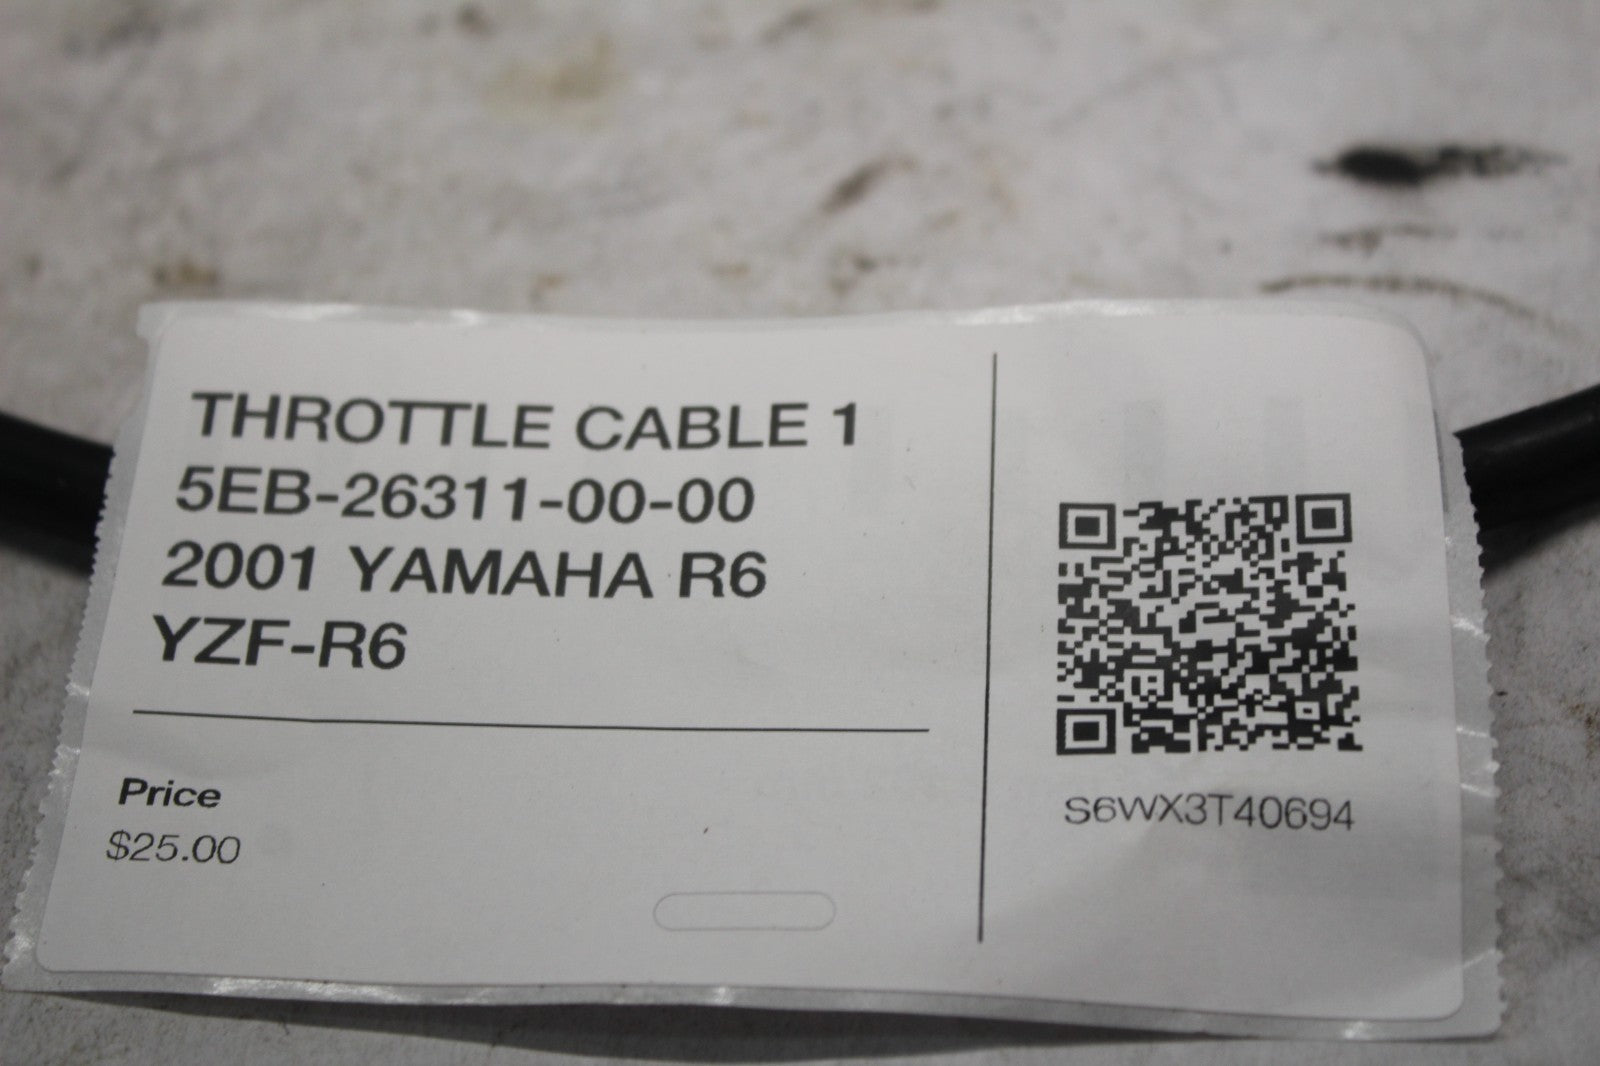 THROTTLE CABLE 1
5EB-26311-00-00
2001 YAMAHA R6
YZF-R6
Price
$25.00
S6WX3T40694